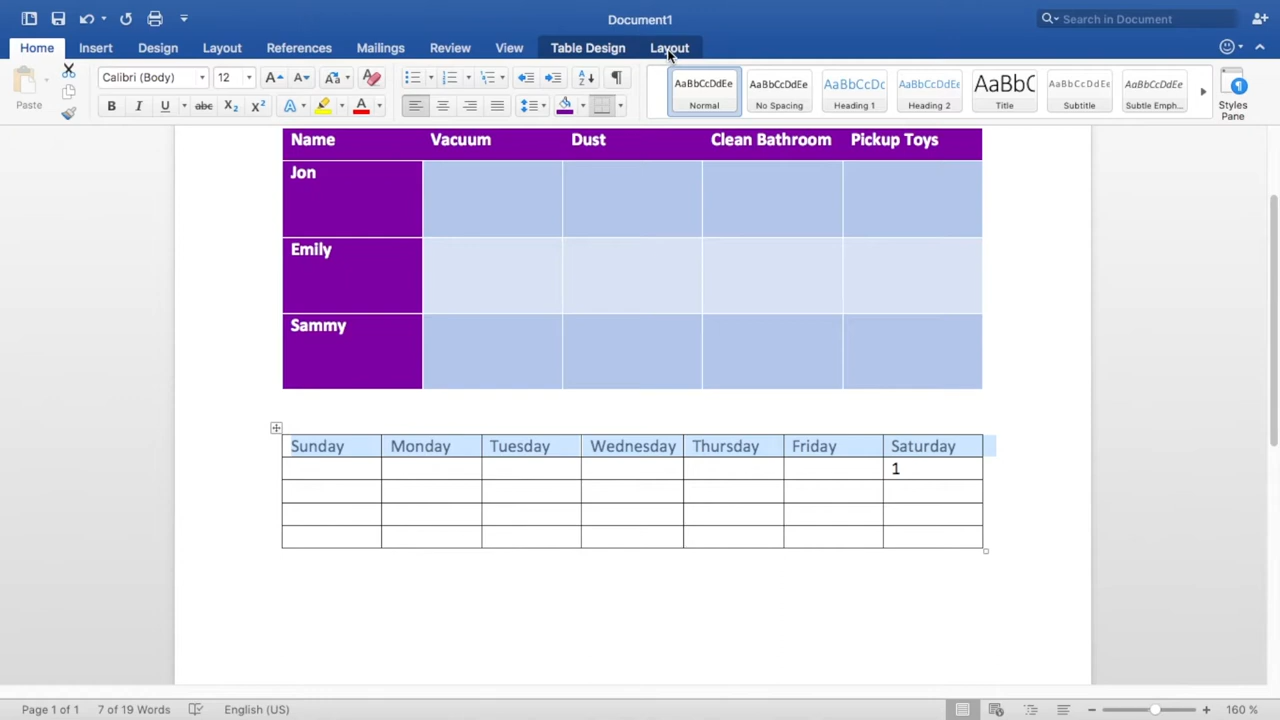 Document1
Search in Document
Home Insert Design Layout References Mailings Review View Table Design Layout
Paste
Calibri (Body) 12
B I U abc X2 X2 A A
AaBbCcDdEe AaBbCcDdEe AaBbCcDc AaBbCcDdEe AaBbC AaBbCcDdEe AaBbCcDdEe
Normal No Spacing Heading 1 Heading 2 Title Subtitle Subtle Emph...
Styles
Pane
Name Vacuum Dust Clean Bathroom Pickup Toys
Jon
Emily
Sammy
Sunday Monday Tuesday Wednesday Thursday Friday Saturday
1
Page 1 of 1 7 of 19 Words English (US) 160 %